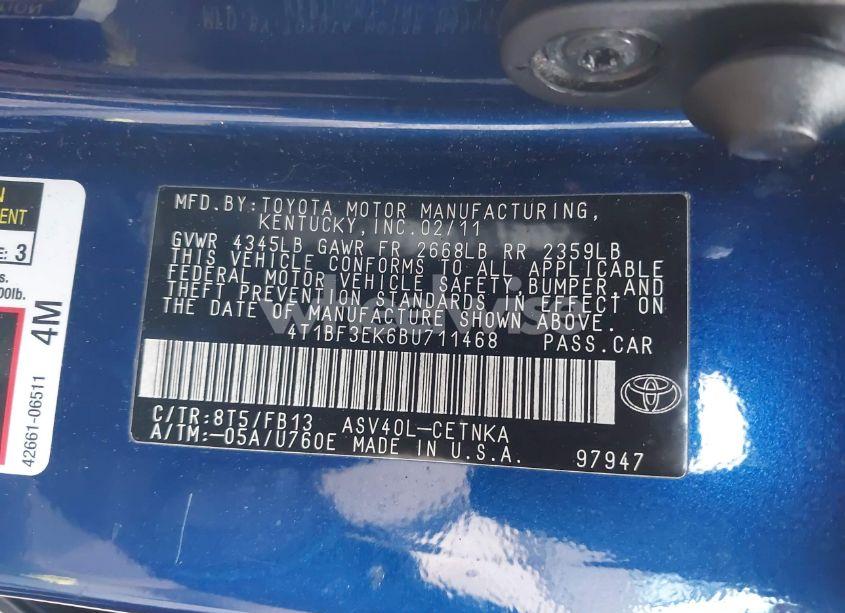 MFD.BY:TOYOTA MOTOR MANUFACTURING,
KENTUCKY,INC.02/11
GVWR 4345LB GAWR FR 2668LB RR 2359LB
THIS VEHICLE CONFORMS TO ALL APPLICABLE
FEDERAL MOTOR VEHICLE SAFETY BUMPER,AND
THEFT PREVENTION STANDARDS IN EFFECT ON
THE DATE OF MANUFACTURE SHOWN ABOVE.
4T1BF3EK6BU711468 PASS.CAR
C/TR:8T5/FB13 ASV40L-CETNKA
A/TM:-05A/U760E MADE IN U.S.A.
97947
E: 3
s.
00lb.
4M
42661-06511